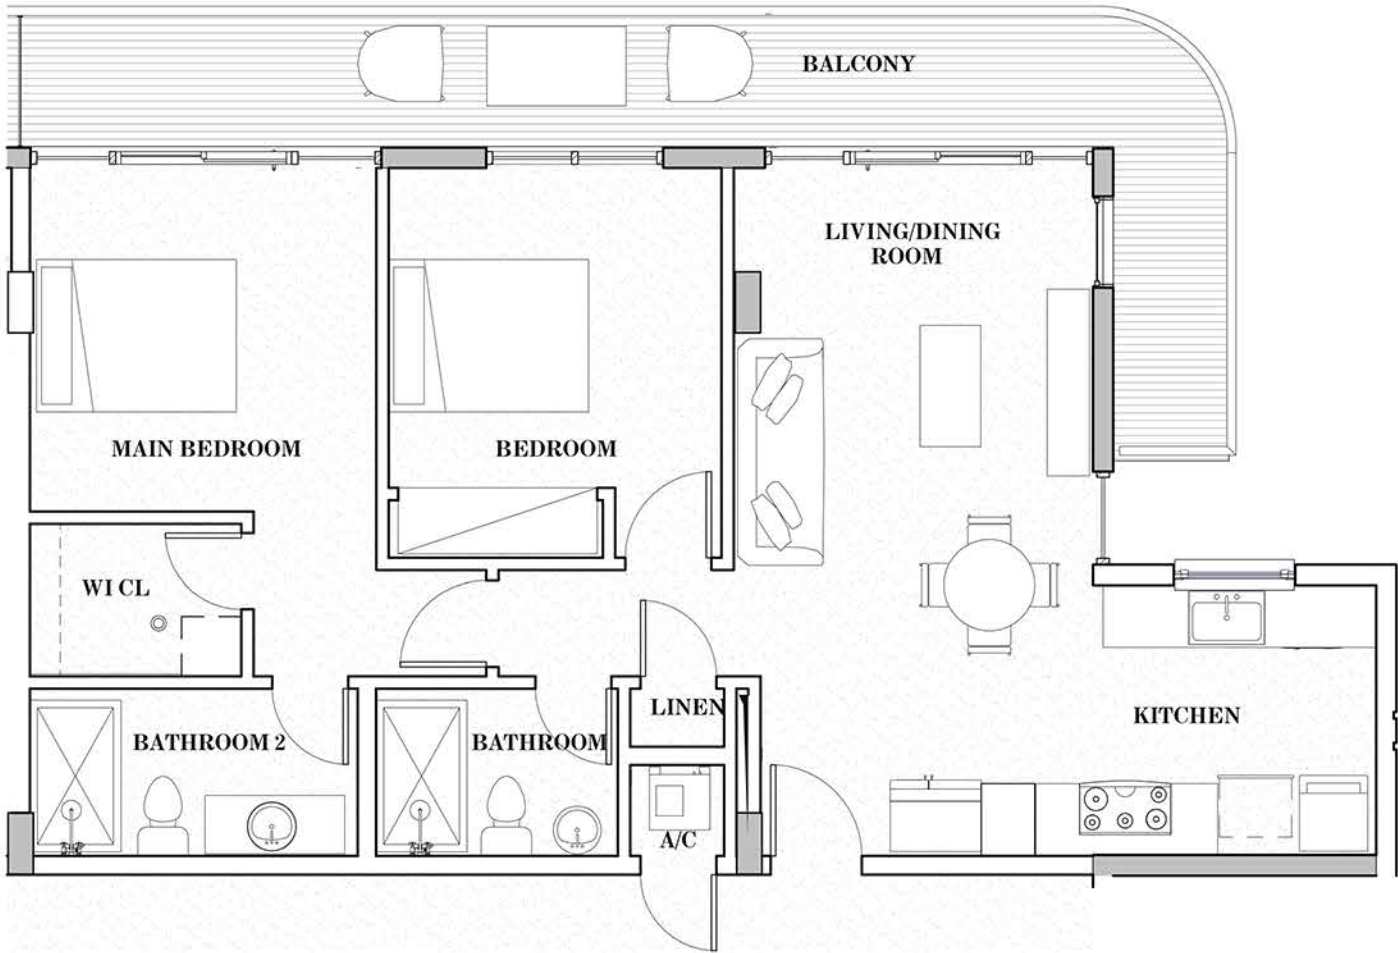 BALCONY
LIVING/DINING
ROOM
MAIN BEDROOM
BEDROOM
WI CL
LINEN
KITCHEN
BATHROOM 2
BATHROOM
A/C